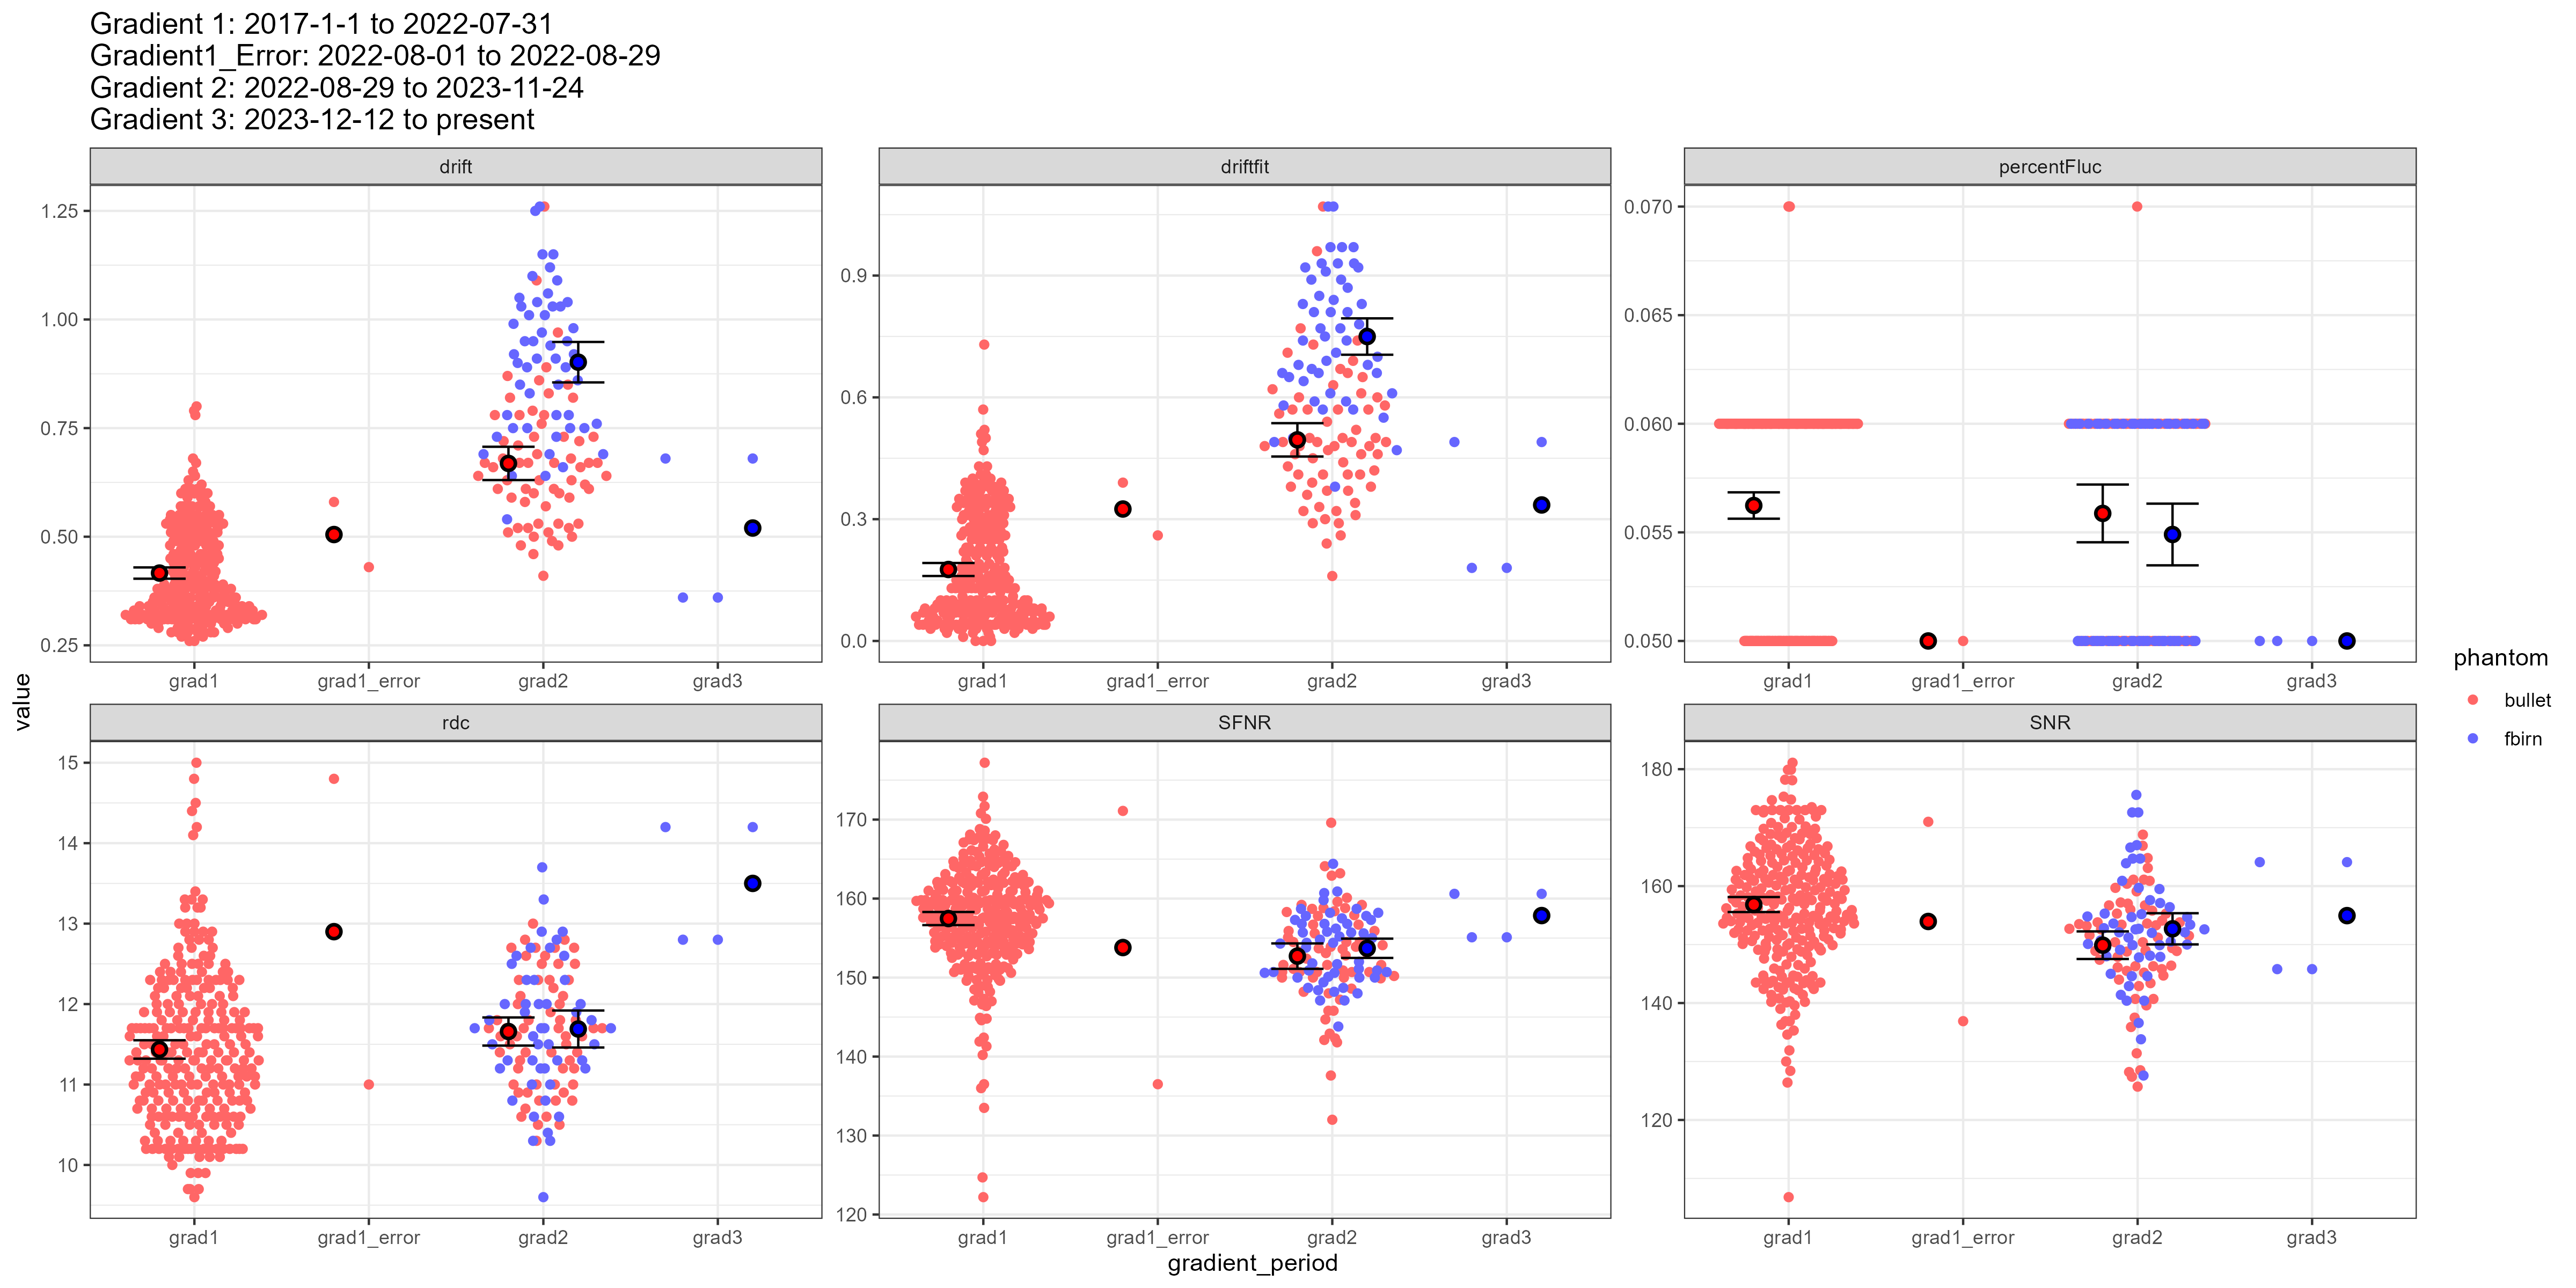 Gradient 1: 2017-1-1 to 2022-07-31
Gradient1_Error: 2022-08-01 to 2022-08-29
Gradient 2: 2022-08-29 to 2023-11-24
Gradient 3: 2023-12-12 to present
drift
driftfit
percentFluc
1.25
1.00
0.75
0.50
0.25
0.9
0.6
0.3
0.0
0.070
0.065
0.060
0.055
0.050
grad1 grad1_error grad2 grad3
grad1 grad1_error grad2 grad3
grad1 grad1_error grad2 grad3
value
rdc
SFNR
SNR
15
14
13
12
11
10
170
160
150
140
130
120
180
160
140
120
grad1 grad1_error grad2 grad3
grad1 grad1_error grad2 grad3
grad1 grad1_error grad2 grad3
gradient_period
phantom
bullet
fbirn